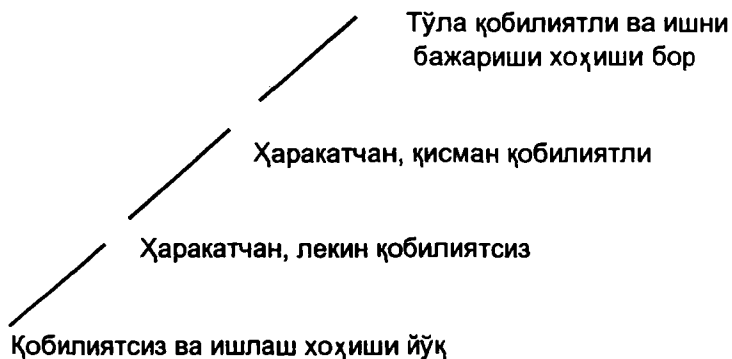 Тўла қобилиятли ва ишни
бажариши хоҳиши бор
Ҳаракатчан, қисман қобилиятли
Ҳаракатчан, лекин қобилиятсиз
Қобилиятсиз ва ишлаш хоҳиши йўқ